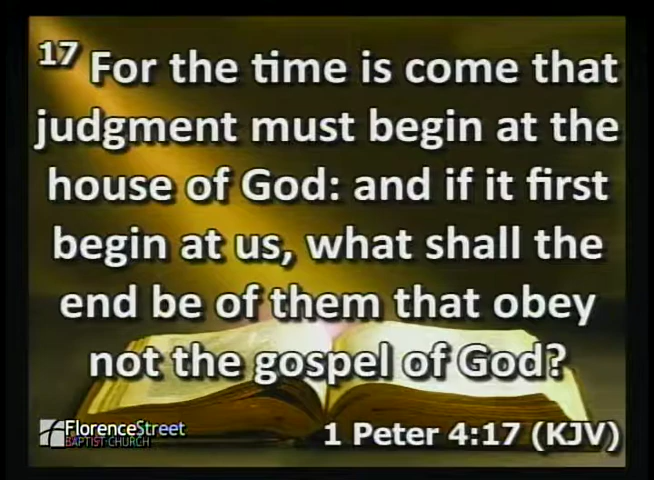 17 For the time is come that
judgment must begin at the
house of God: and if it first
begin at us, what shall the
end be of them that obey
not the gospel of God?
FlorenceStreet
BAPTIST·CHURCH
1 Peter 4:17 (KJV)